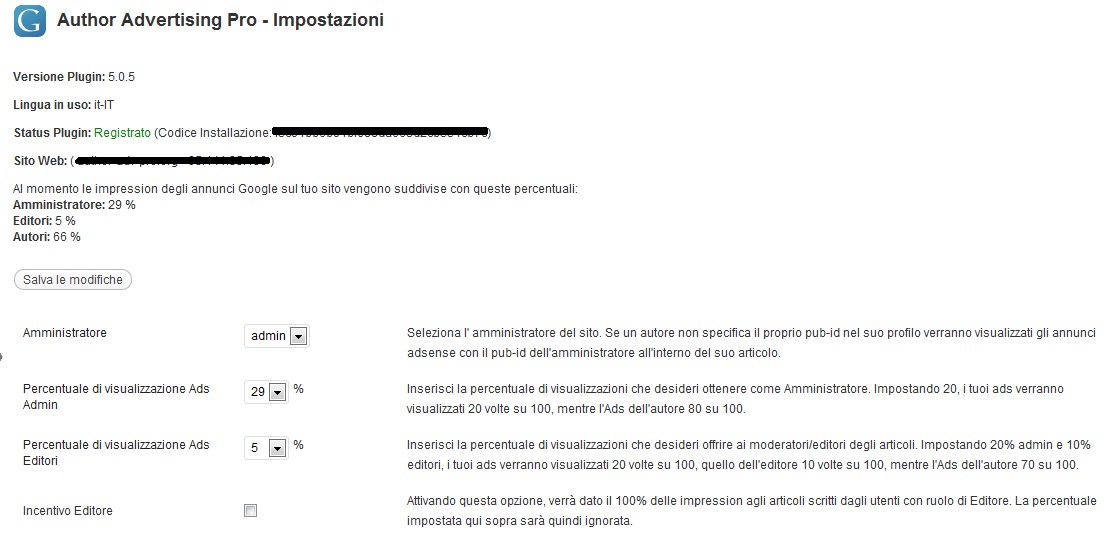 G
Author Advertising Pro - Impostazioni
Versione Plugin: 5.0.5
Lingua in uso: it-IT
Status Plugin: Registrato (Codice Installazione: )
Sito Web: ( )
Al momento le impression degli annunci Google sul tuo sito vengono suddivise con queste percentuali:
Amministratore: 29 %
Editori: 5 %
Autori: 66 %
Salva le modifiche
Amministratore
admin
Seleziona l' amministratore del sito. Se un autore non specifica il proprio pub-id nel suo profilo verranno visualizzati gli annunci
adsense con il pub-id dell'amministratore all'interno del suo articolo.
Percentuale di visualizzazione Ads
Admin
29 %
Inserisci la percentuale di visualizzazioni che desideri ottenere come Amministratore. Impostando 20, i tuoi ads verranno
visualizzati 20 volte su 100, mentre l'Ads dell'autore 80 su 100.
Percentuale di visualizzazione Ads
Editori
5 %
Inserisci la percentuale di visualizzazioni che desideri offrire ai moderatori/editori degli articoli. Impostando 20% admin e 10%
editori, i tuoi ads verranno visualizzati 20 volte su 100, quello dell'editore 10 volte su 100, mentre l'Ads dell'autore 70 su 100.
Incentivo Editore
Attivando questa opzione, verrà dato il 100% delle impression agli articoli scritti dagli utenti con ruolo di Editore. La percentuale
impostata qui sopra sarà quindi ignorata.